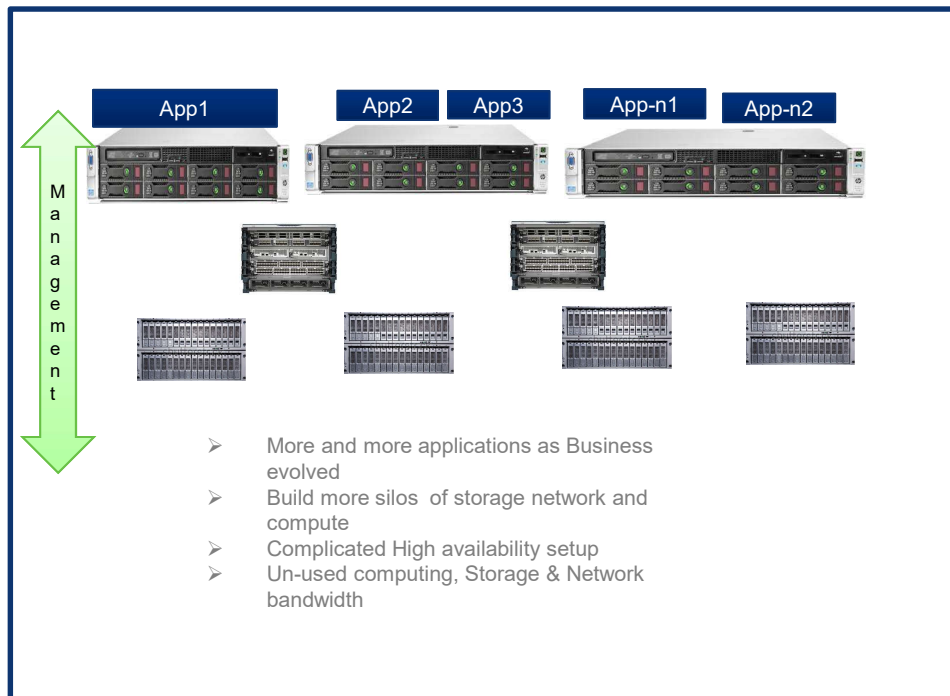 App1
App2
App3
App-n1
App-n2
Management
➢ More and more applications as Business
evolved
➢ Build more silos of storage network and
compute
➢ Complicated High availability setup
➢ Un-used computing, Storage & Network
bandwidth